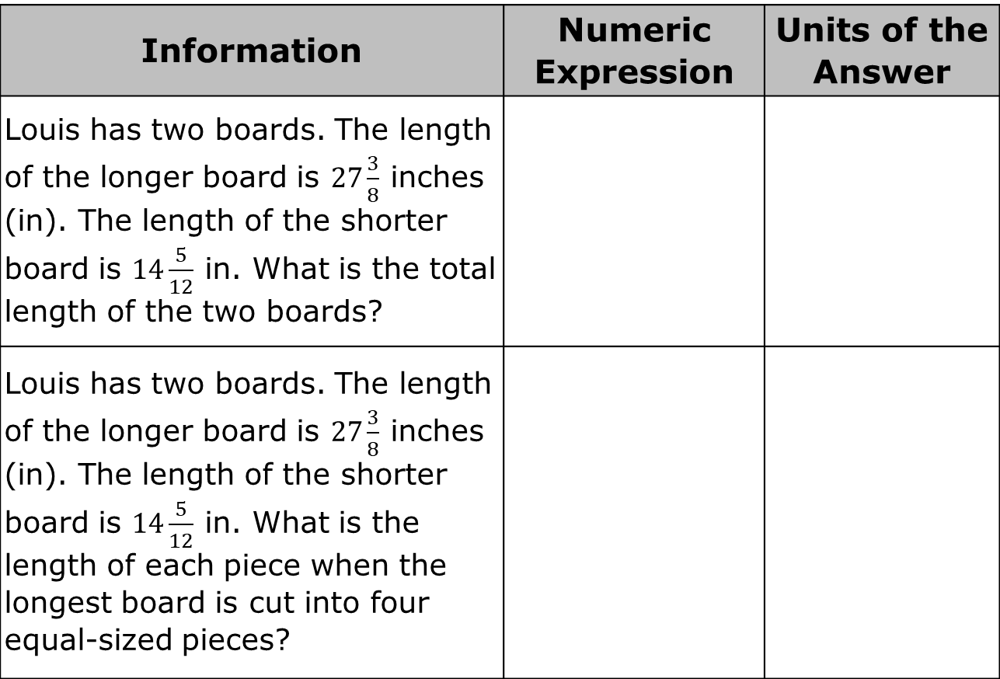 Information
Numeric
Expression
Units of the
Answer
Louis has two boards. The length
of the longer board is 27 3/8 inches
(in). The length of the shorter
board is 14 5/12 in. What is the total
length of the two boards?
Louis has two boards. The length
of the longer board is 27 3/8 inches
(in). The length of the shorter
board is 14 5/12 in. What is the
length of each piece when the
longest board is cut into four
equal-sized pieces?